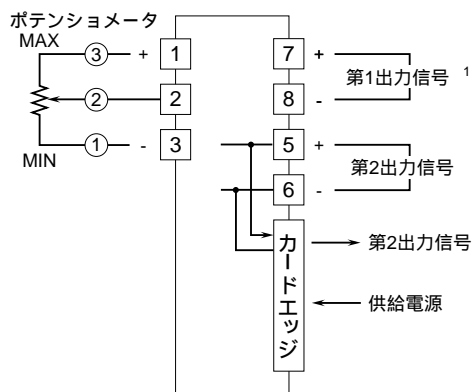 ポテンショメータ
MAX
③ + 1
② 2
① - 3
MIN
7 +
8 -
第1出力信号 1
5 +
6 -
第2出力信号
カードエッジ
第2出力信号
供給電源